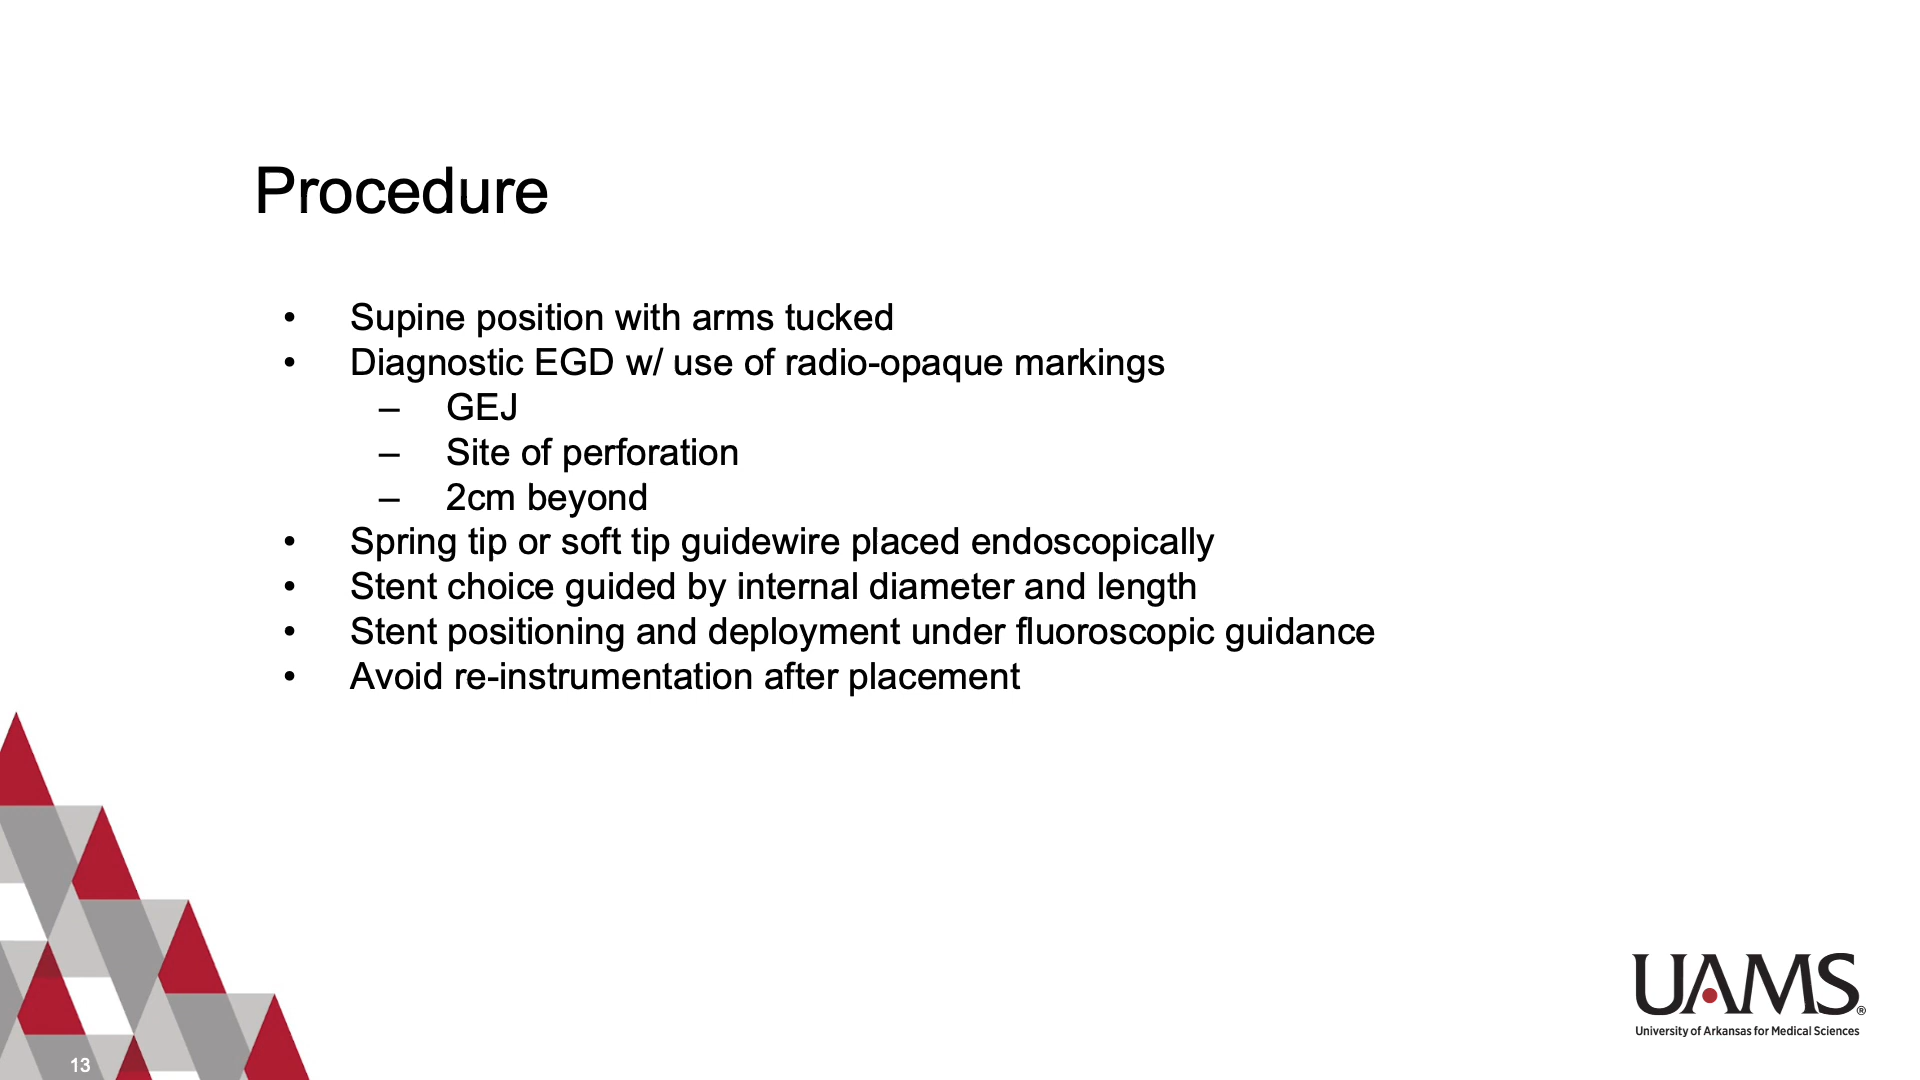 Procedure
• Supine position with arms tucked
• Diagnostic EGD w/ use of radio-opaque markings
– GEJ
– Site of perforation
– 2cm beyond
• Spring tip or soft tip guidewire placed endoscopically
• Stent choice guided by internal diameter and length
• Stent positioning and deployment under fluoroscopic guidance
• Avoid re-instrumentation after placement
UAMS®
University of Arkansas for Medical Sciences
13